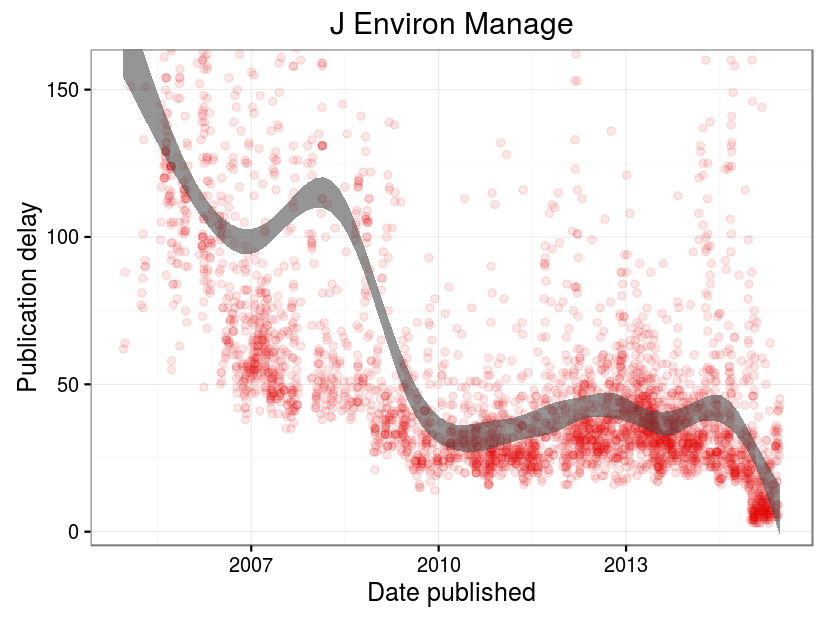 J Environ Manage
Publication delay
150
100
50
0
2007
2010
2013
Date published